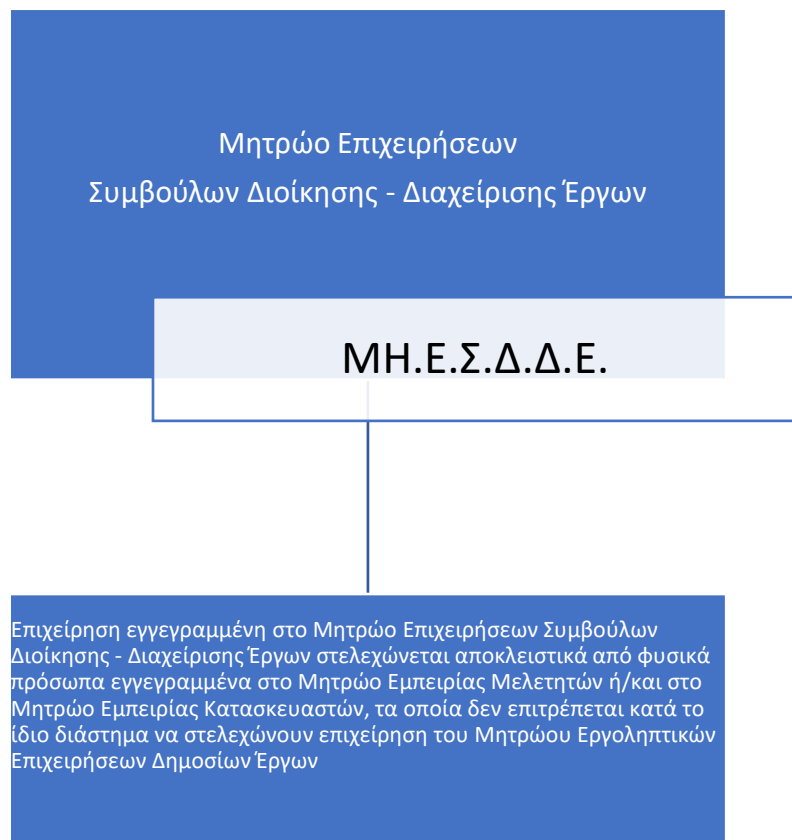 Μητρώο Επιχειρήσεων
Συμβούλων Διοίκησης - Διαχείρισης Έργων
ΜΗ.Ε.Σ.Δ.Δ.Ε.
Επιχείρηση εγγεγραμμένη στο Μητρώο Επιχειρήσεων Συμβούλων
Διοίκησης - Διαχείρισης Έργων στελεχώνεται αποκλειστικά από φυσικά
πρόσωπα εγγεγραμμένα στο Μητρώο Εμπειρίας Μελετητών ή/και στο
Μητρώο Εμπειρίας Κατασκευαστών, τα οποία δεν επιτρέπεται κατά το
ίδιο διάστημα να στελεχώνουν επιχείρηση του Μητρώου Εργοληπτικών
Επιχειρήσεων Δημοσίων Έργων